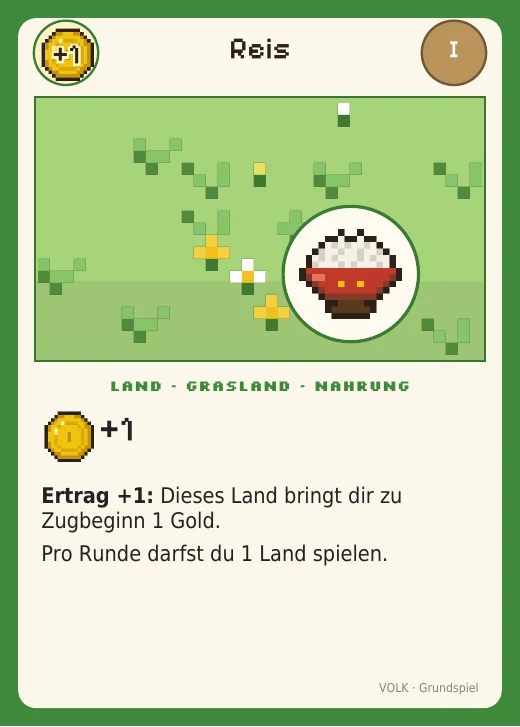 +1
Reis
I
LAND · GRASLAND · NAHRUNG
+1
Ertrag +1: Dieses Land bringt dir zu
Zugbeginn 1 Gold.
Pro Runde darfst du 1 Land spielen.
VOLK · Grundspiel